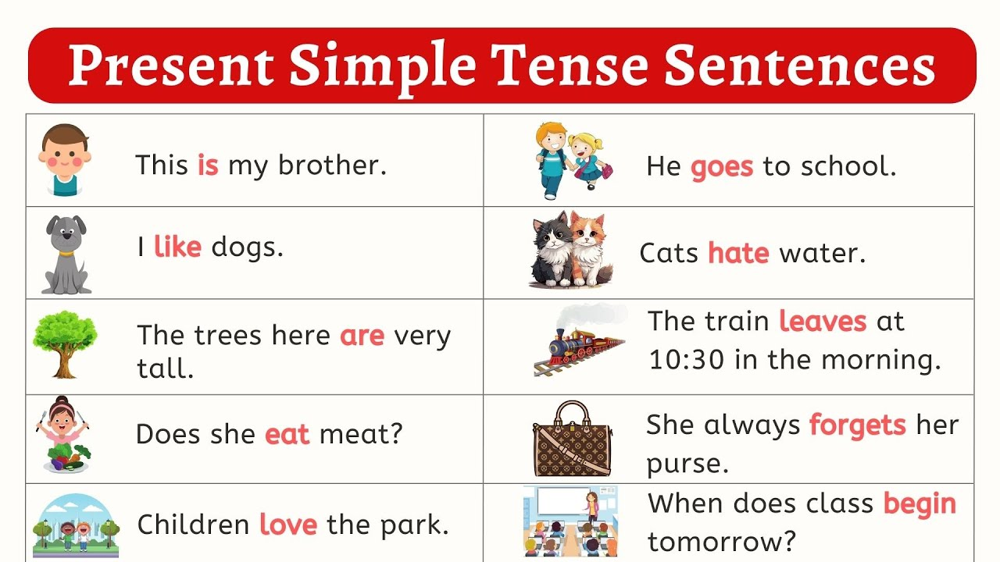 Present Simple Tense Sentences
This is my brother.
He goes to school.
I like dogs.
Cats hate water.
The trees here are very
tall.
The train leaves at
10:30 in the morning.
Does she eat meat?
She always forgets her
purse.
Children love the park.
When does class begin
tomorrow?